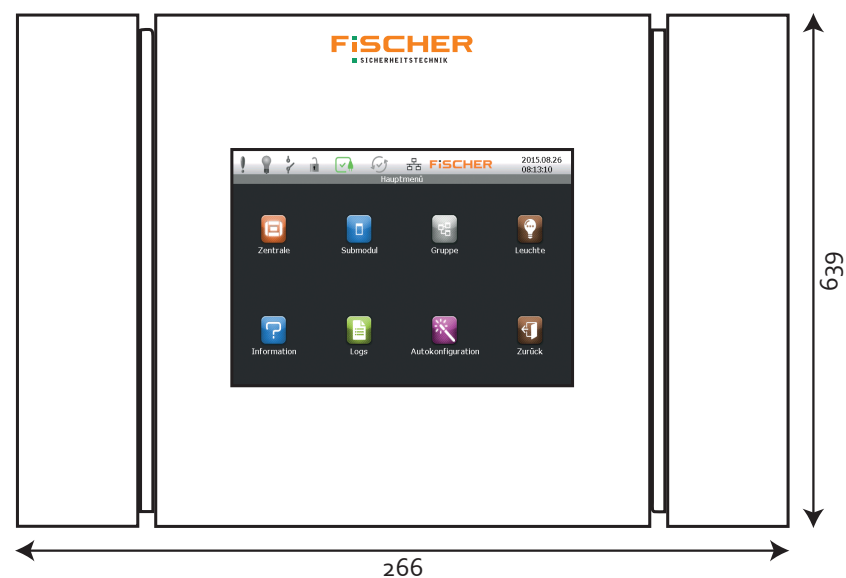 FiSCHER
SICHERHEITSTECHNIK
FiSCHER
2015.08.26
08:13:10
Hauptmenü
Zentrale Submodul Gruppe Leuchte
Information Logs Autokonfiguration Zurück
639
266